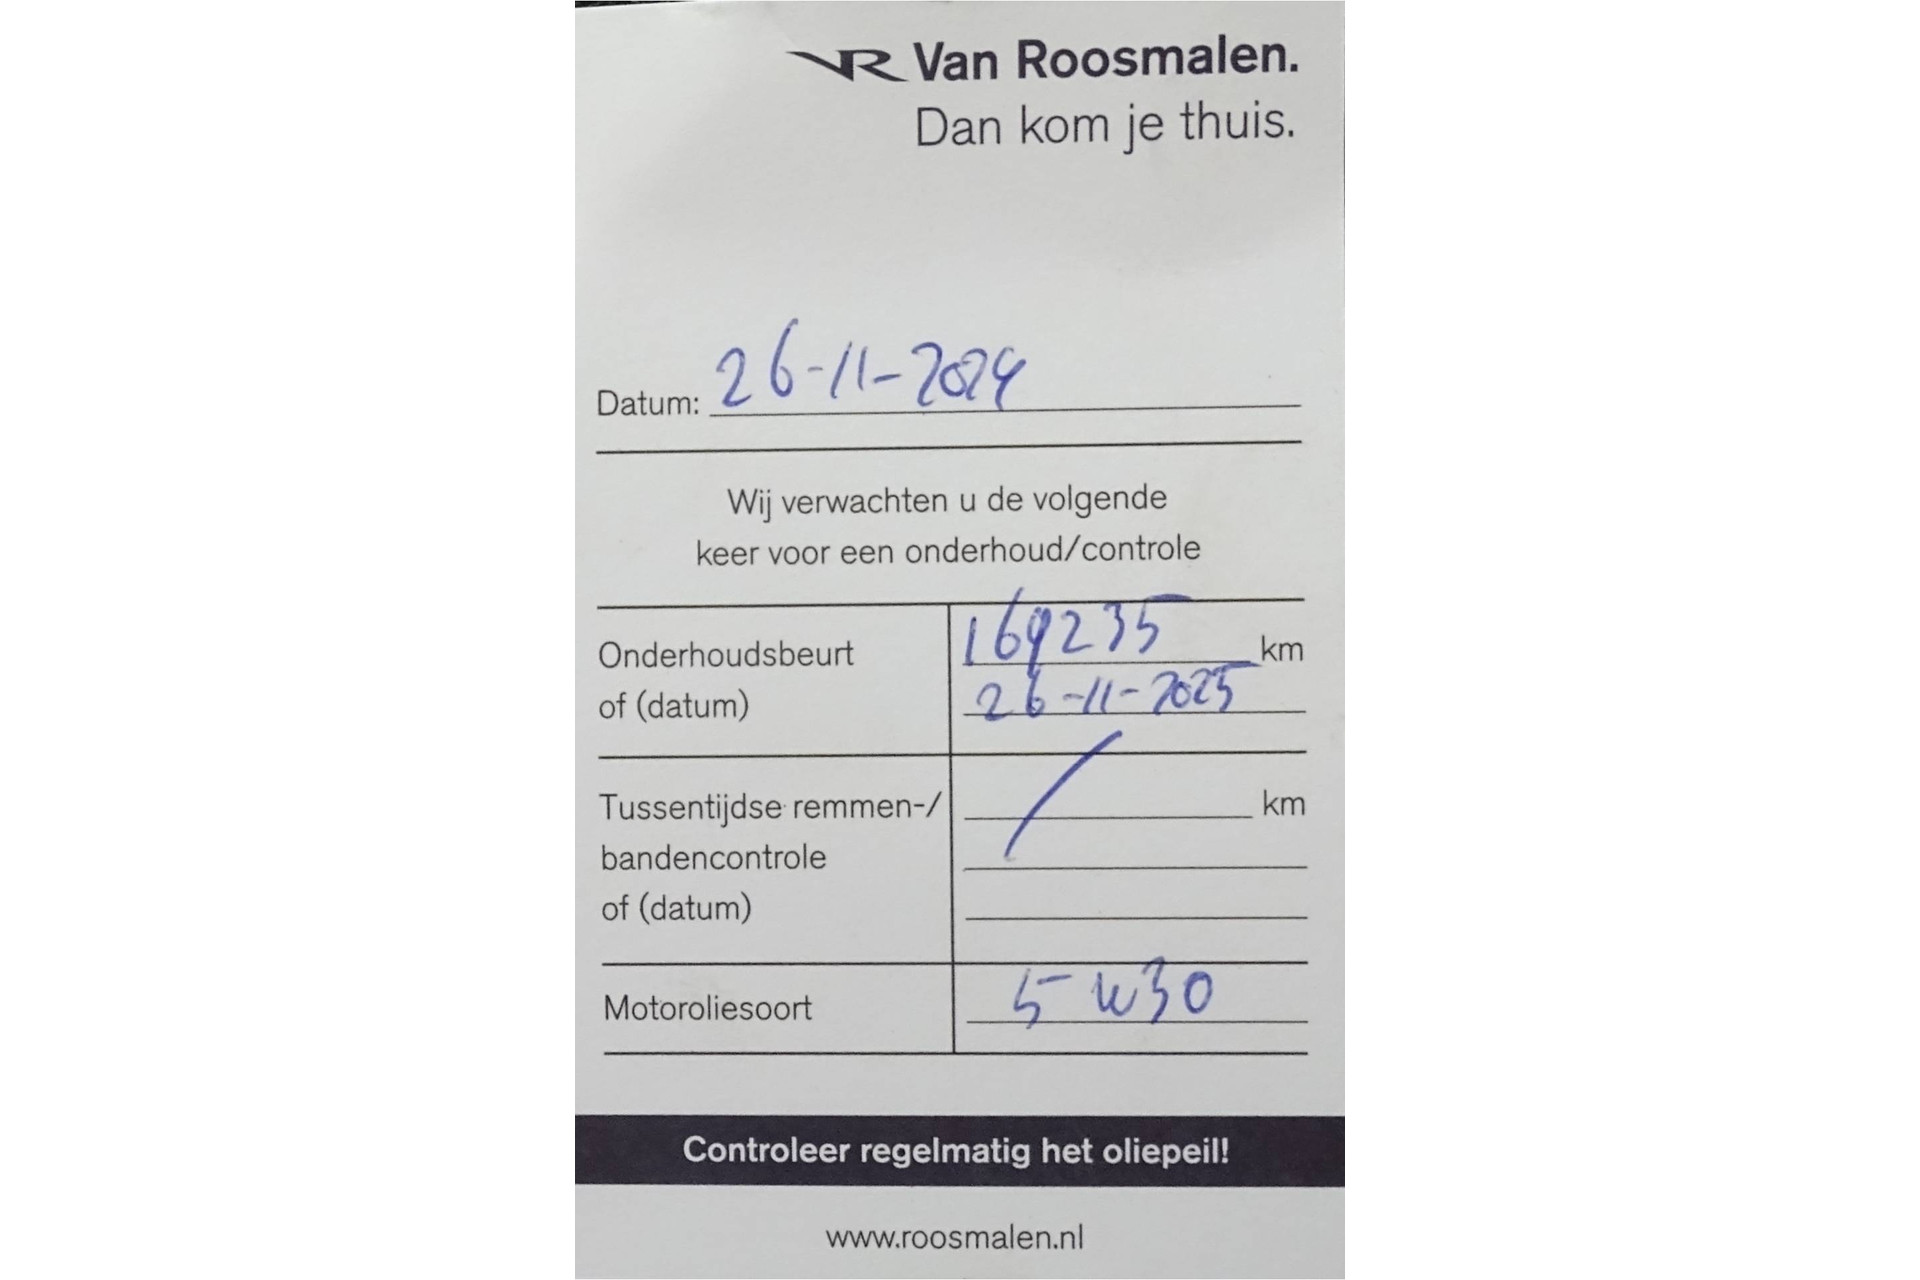 VR Van Roosmalen.
Dan kom je thuis.
Datum: 26-11-2024
Wij verwachten u de volgende
keer voor een onderhoud/controle
Onderhoudsbeurt 169235 km
of (datum) 26-11-2025
Tussentijdse remmen-/ km
bandencontrole
of (datum)
Motoroliesoort 5W30
Controleer regelmatig het oliepeil!
www.roosmalen.nl